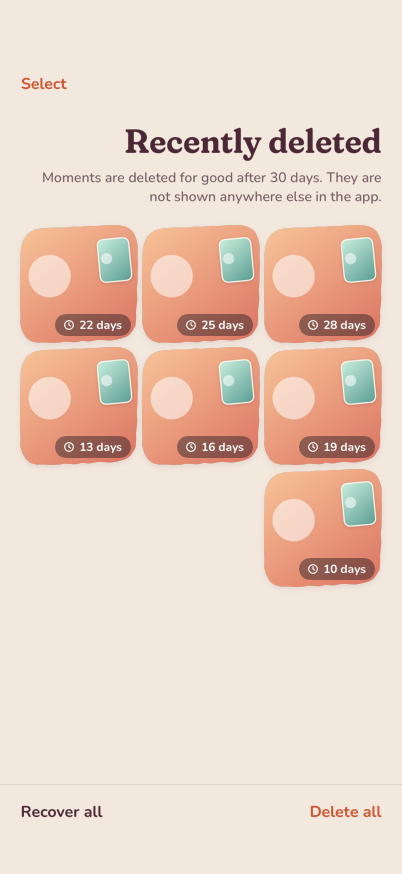 Select
Recently deleted
Moments are deleted for good after 30 days. They are
not shown anywhere else in the app.
28 days
25 days
22 days
19 days
16 days
13 days
10 days
Recover all
Delete all